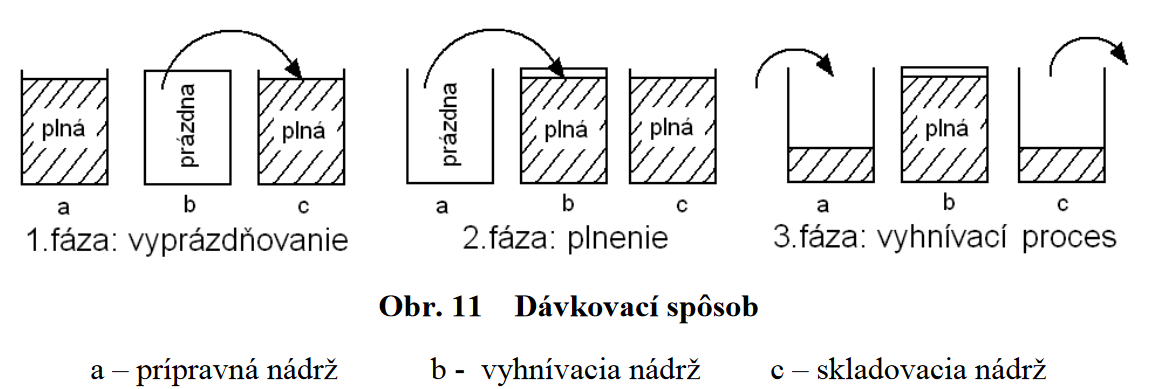 plná prázdna plná
a b c
1.fáza: vyprázdňovanie
prázdna plná plná
a b c
2.fáza: plnenie
plná
a b c
3.fáza: vyhnívací proces
Obr. 11 Dávkovací spôsob
a – prípravná nádrž b - vyhnívacia nádrž c – skladovacia nádrž